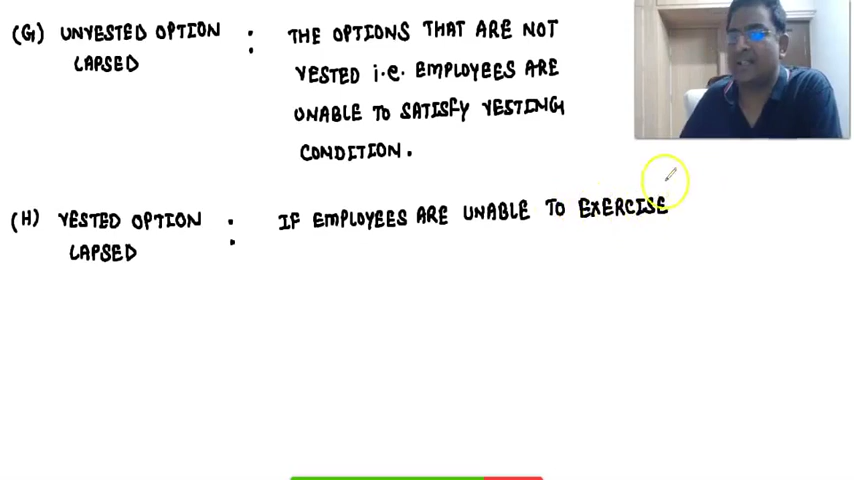 (G) UNVESTED OPTION : THE OPTIONS THAT ARE NOT
LAPSED VESTED i.e. EMPLOYEES ARE
UNABLE TO SATISFY VESTING
CONDITION.
(H) VESTED OPTION : IF EMPLOYEES ARE UNABLE TO EXERCISE
LAPSED